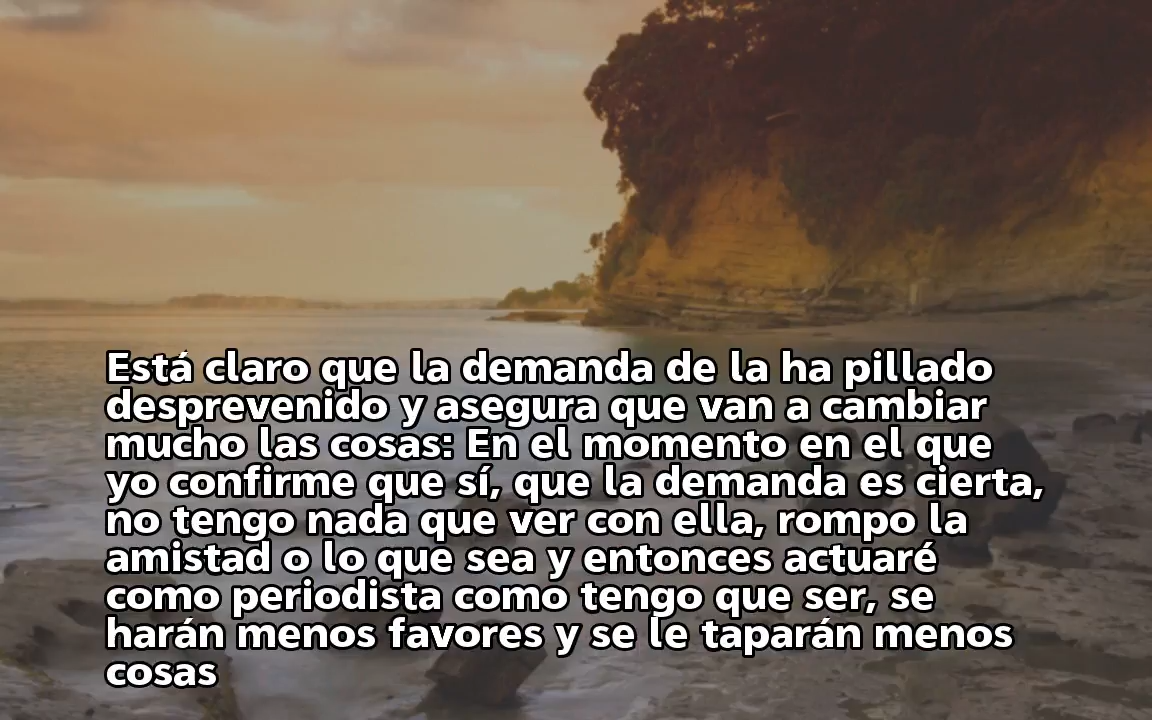 Está claro que la demanda de la ha pillado
desprevenido y asegura que van a cambiar
mucho las cosas: En el momento en el que
yo confirme que sí, que la demanda es cierta,
no tengo nada que ver con ella, rompo la
amistad o lo que sea y entonces actuaré
como periodista como tengo que ser, se
harán menos favores y se le taparán menos
cosas